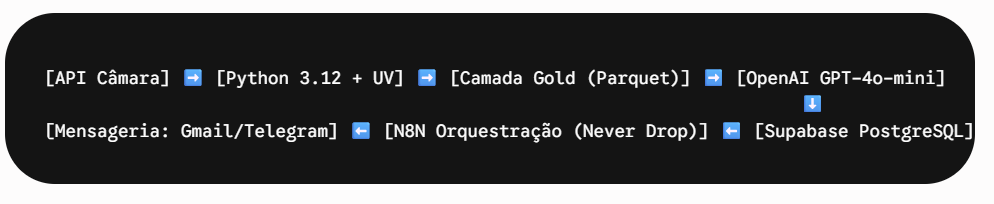 [API Câmara] ➡️ [Python 3.12 + UV] ➡️ [Camada Gold (Parquet)] ➡️ [OpenAI GPT-4o-mini]
⬇️
[Mensageria: Gmail/Telegram] ⬅️ [N8N Orquestração (Never Drop)] ⬅️ [Supabase PostgreSQL]